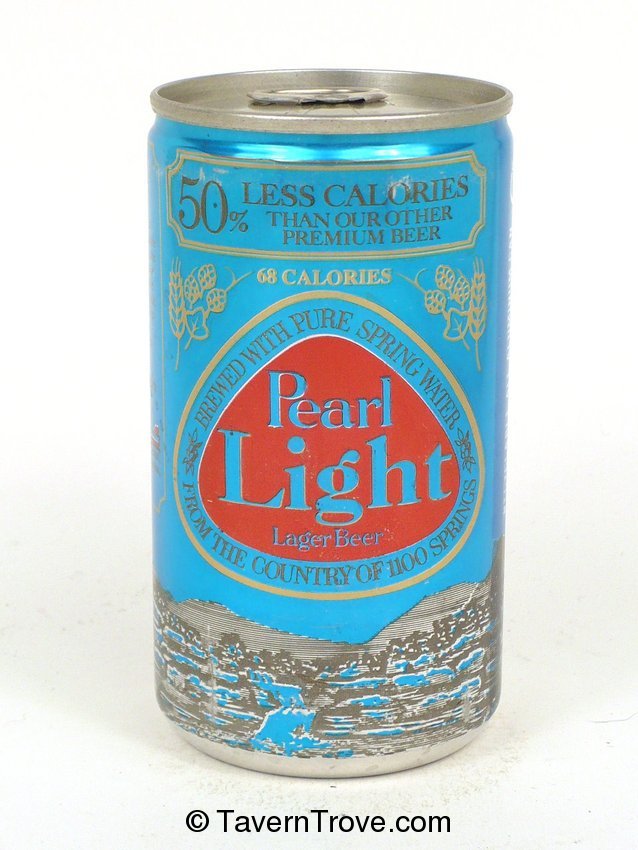 50% LESS CALORIES
THAN OUR OTHER
PREMIUM BEER
68 CALORIES
BREWED WITH PURE SPRING WATER
Pearl
Light
Lager Beer
FROM THE COUNTRY OF 1100 SPRINGS
© TavernTrove.com